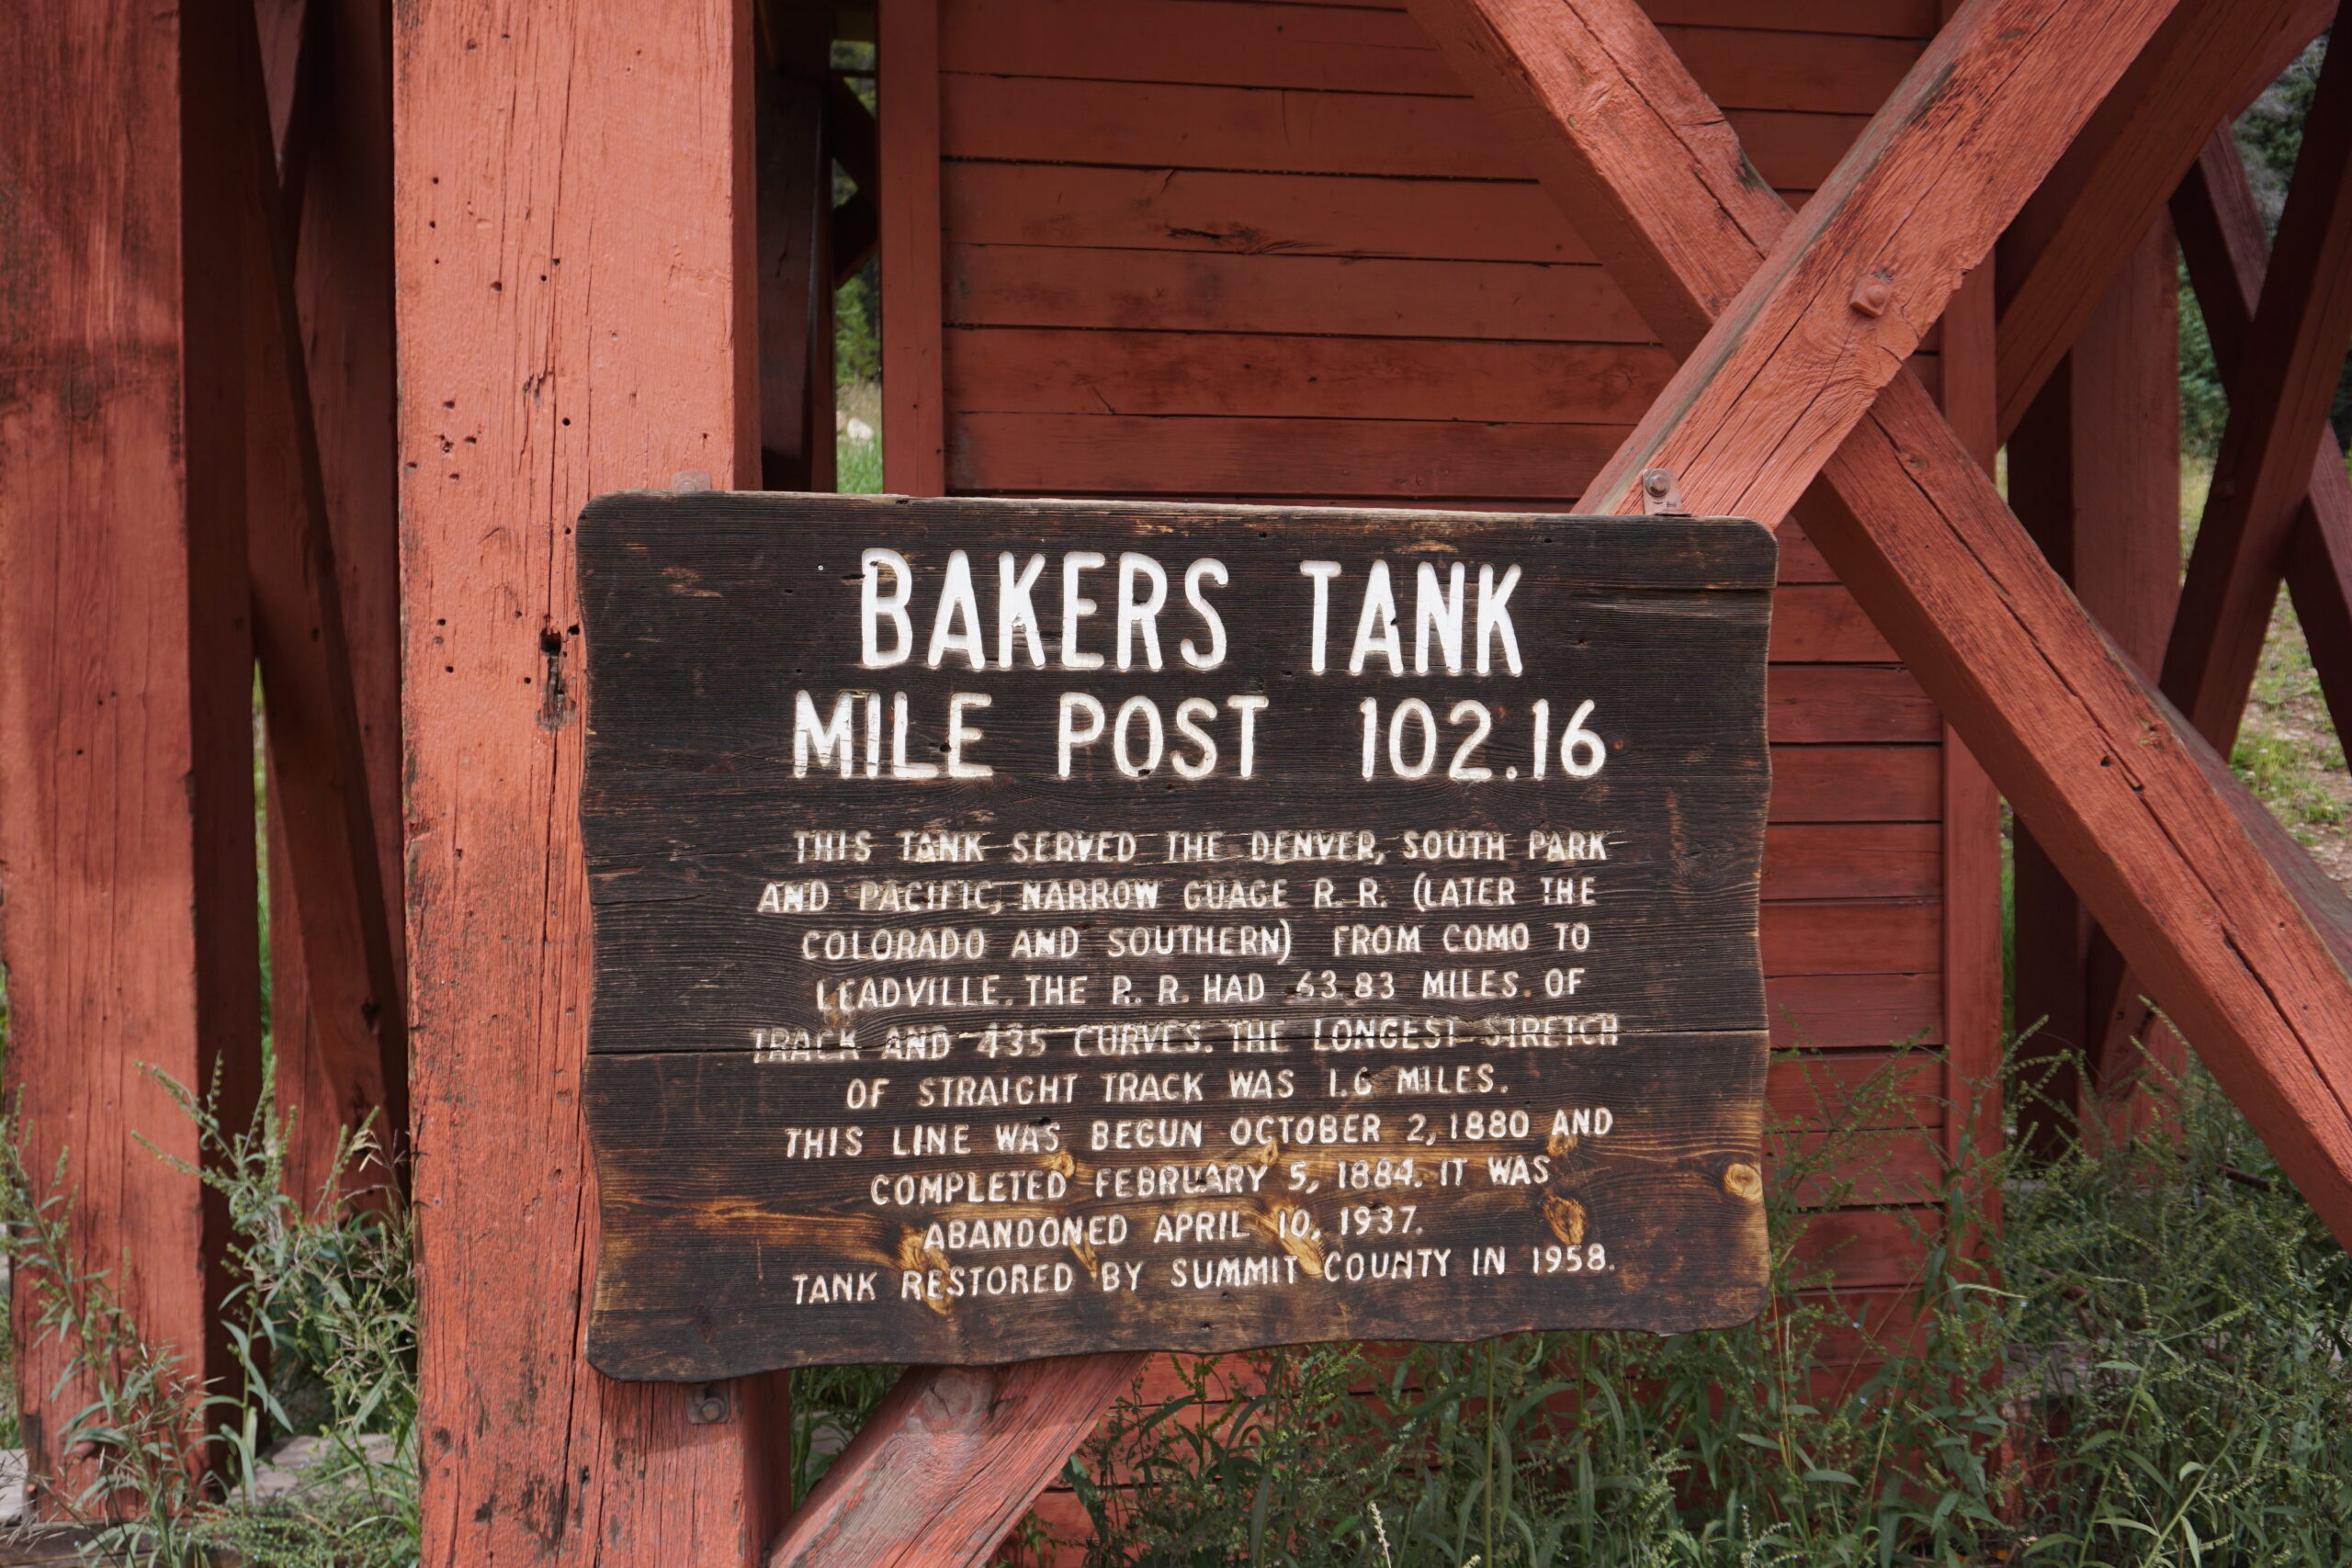 BAKERS TANK
MILE POST 102.16
THIS TANK SERVED THE DENVER, SOUTH PARK
AND PACIFIC, NARROW GUAGE R. R. (LATER THE
COLORADO AND SOUTHERN) FROM COMO TO
LEADVILLE. THE R. R. HAD 63.83 MILES OF
TRACK AND 435 CURVES. THE LONGEST STRETCH
OF STRAIGHT TRACK WAS 1.6 MILES.
THIS LINE WAS BEGUN OCTOBER 2, 1880 AND
COMPLETED FEBRUARY 5, 1884. IT WAS
ABANDONED APRIL 10, 1937.
TANK RESTORED BY SUMMIT COUNTY IN 1958.